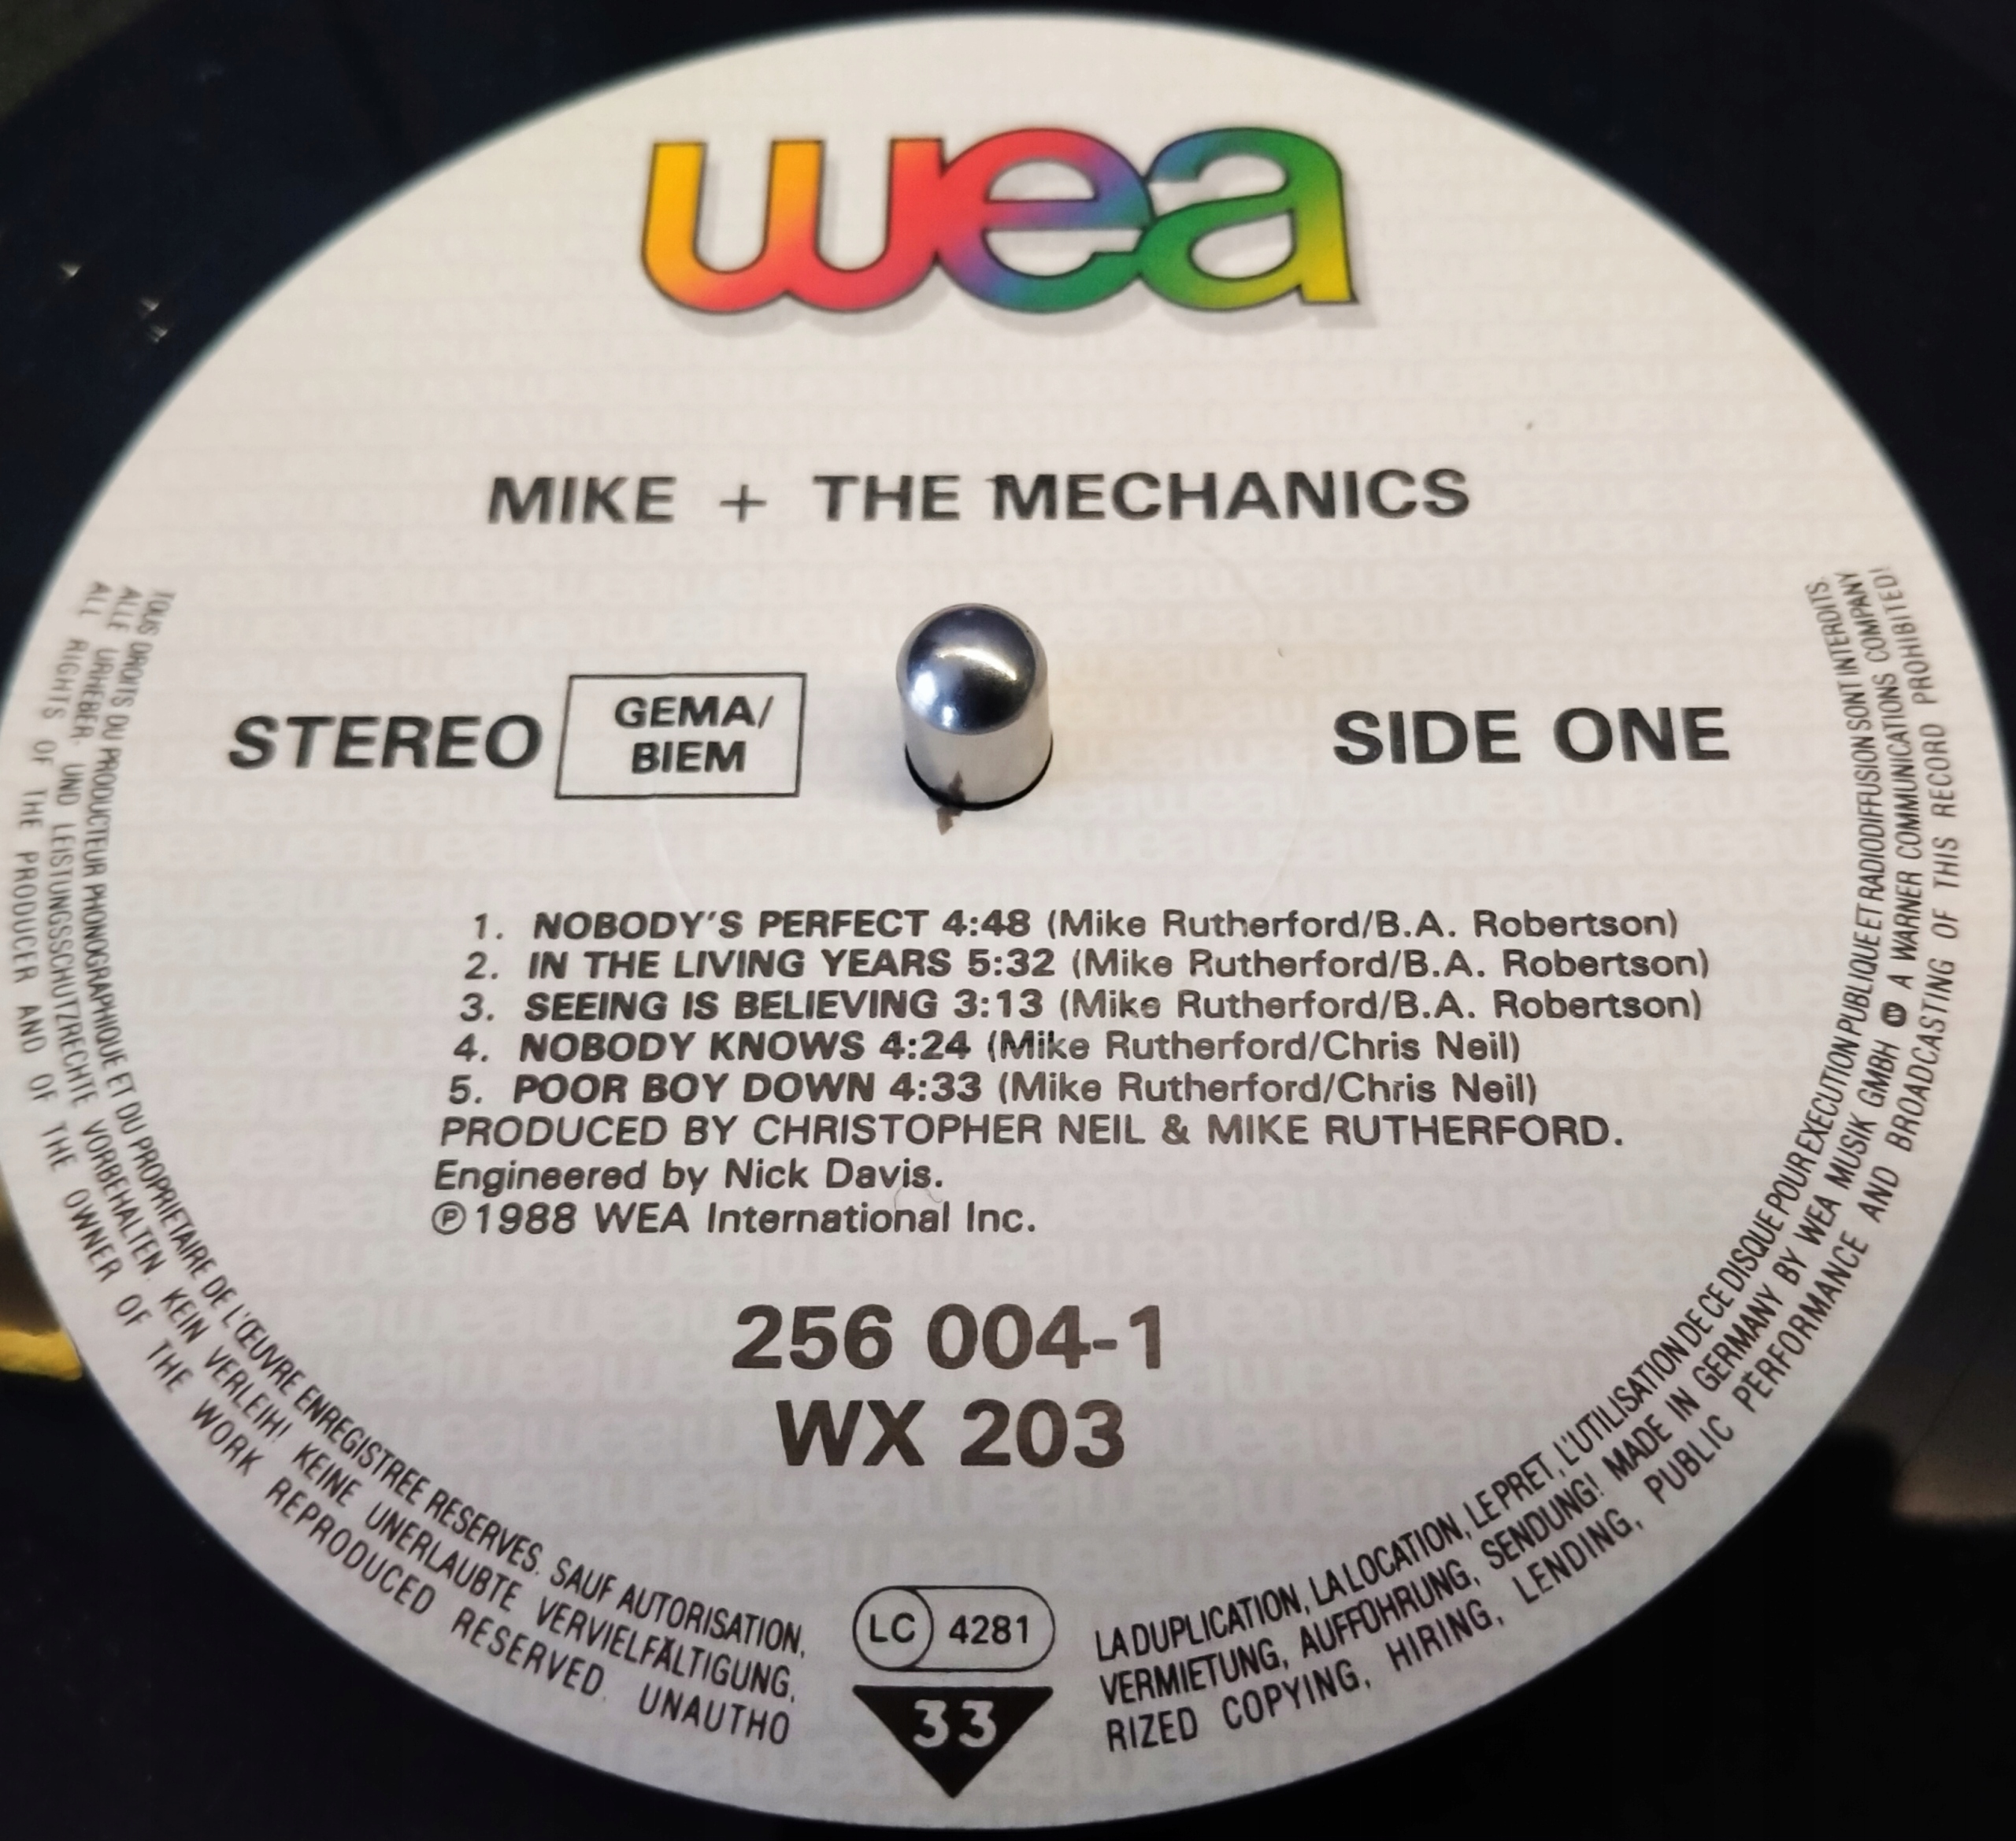 wea
MIKE + THE MECHANICS
STEREO
GEMA/
BIEM
SIDE ONE
1. NOBODY'S PERFECT 4:48 (Mike Rutherford/B.A. Robertson)
2. IN THE LIVING YEARS 5:32 (Mike Rutherford/B.A. Robertson)
3. SEEING IS BELIEVING 3:13 (Mike Rutherford/B.A. Robertson)
4. NOBODY KNOWS 4:24 (Mike Rutherford/Chris Neil)
5. POOR BOY DOWN 4:33 (Mike Rutherford/Chris Neil)
PRODUCED BY CHRISTOPHER NEIL & MIKE RUTHERFORD.
Engineered by Nick Davis.
℗1988 WEA International Inc.
256 004-1
WX 203
LC 4281
33
TOUS DROITS DU PRODUCTEUR PHONOGRAPHIQUE ET DU PROPRIETAIRE DE L'ŒUVRE ENREGISTREE RESERVES. SAUF AUTORISATION, LA DUPLICATION, LA LOCATION, LE PRET, L'UTILISATION DE CE DISQUE POUR EXECUTION PUBLIQUE ET RADIODIFFUSION SONT INTERDITS.
ALLE URHEBER- UND LEISTUNGSSCHUTZRECHTE VORBEHALTEN. KEIN VERLEIH! KEINE UNERLAUBTE VERVIELFÄLTIGUNG, VERMIETUNG, AUFFÜHRUNG, SENDUNG! MADE IN GERMANY BY WEA MUSIK GMBH A WARNER COMMUNICATIONS COMPANY
ALL RIGHTS OF THE PRODUCER AND OF THE OWNER OF THE WORK REPRODUCED RESERVED. UNAUTHORIZED COPYING, HIRING, LENDING, PUBLIC PERFORMANCE AND BROADCASTING OF THIS RECORD PROHIBITED!